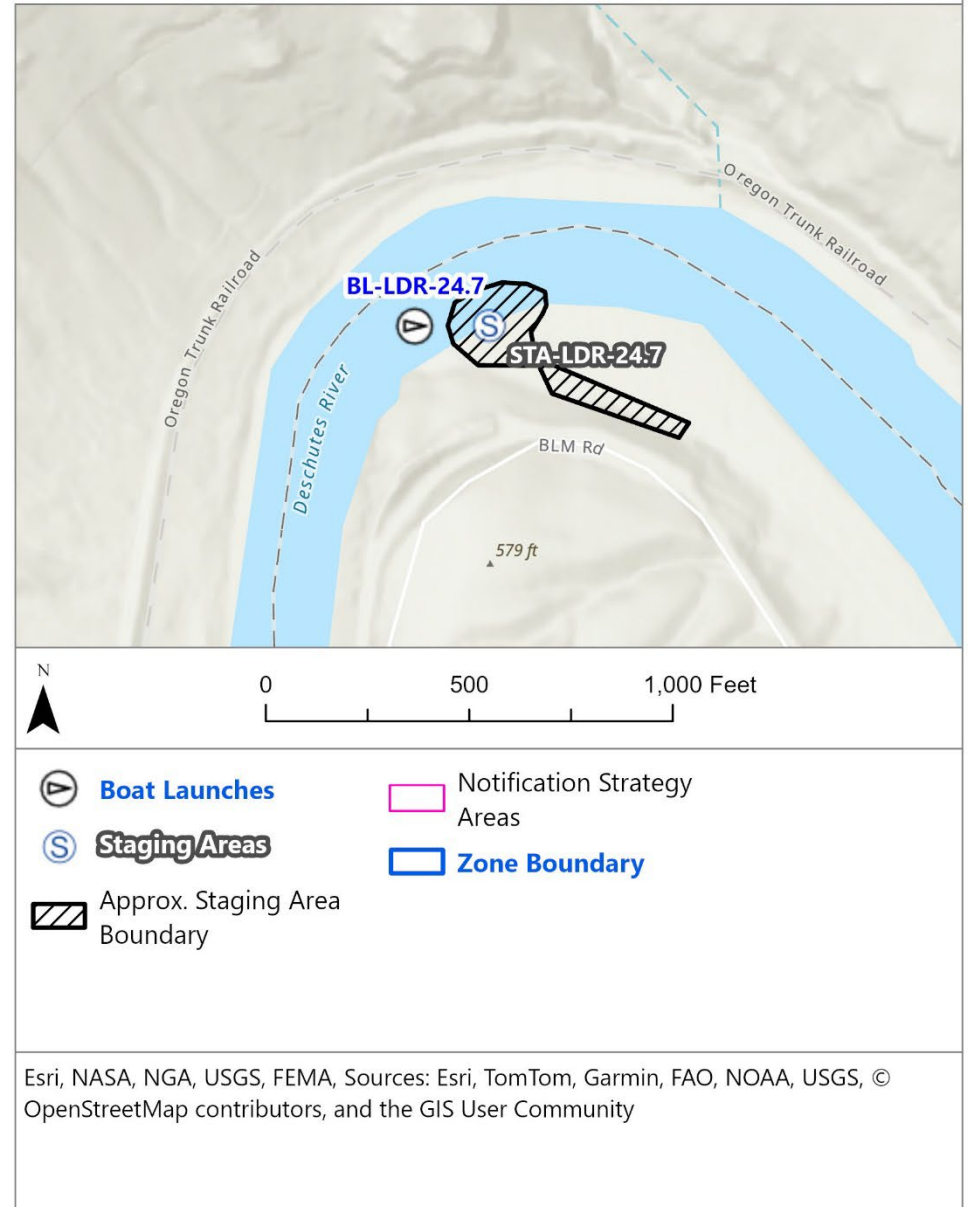 Oregon Trunk Railroad
Oregon Trunk Railroad
BL-LDR-24.7
S
STA-LDR-24.7
Deschutes River
BLM Rd
579 ft
N
0 500 1,000 Feet
Boat Launches
S Staging Areas
Approx. Staging Area
Boundary
Notification Strategy
Areas
Zone Boundary
Esri, NASA, NGA, USGS, FEMA, Sources: Esri, TomTom, Garmin, FAO, NOAA, USGS, ©
OpenStreetMap contributors, and the GIS User Community